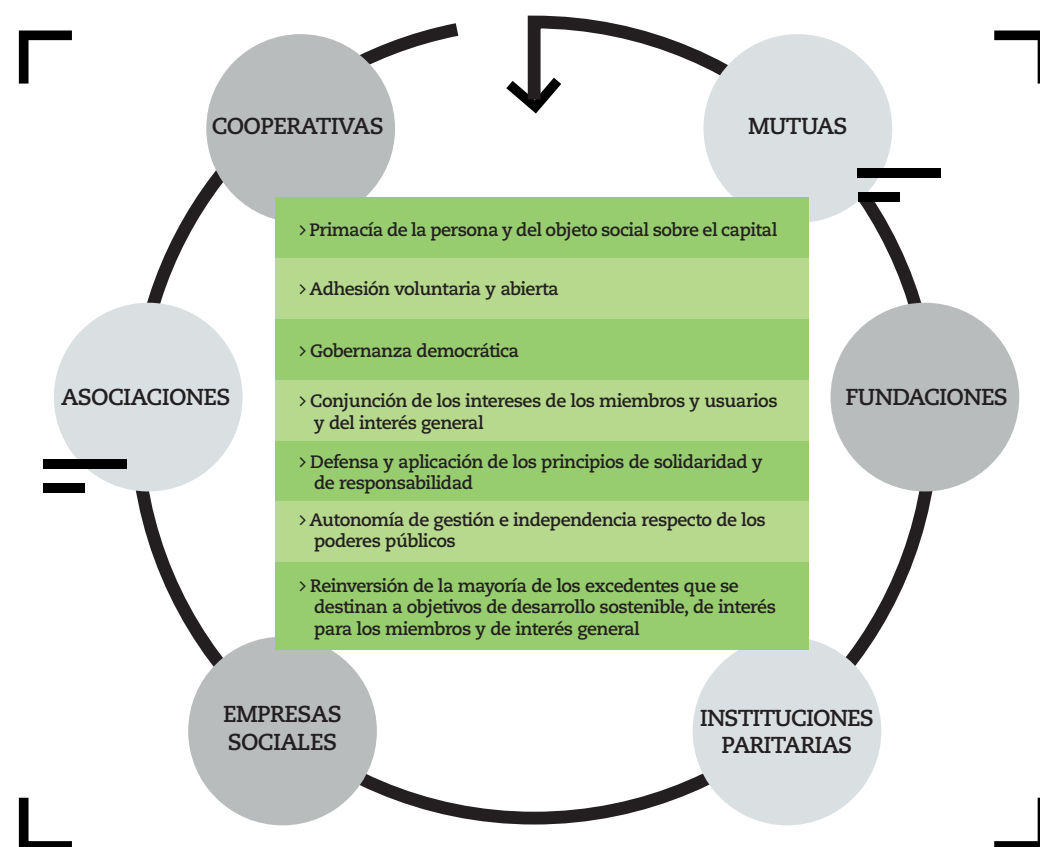 COOPERATIVAS
MUTUAS
> Primacía de la persona y del objeto social sobre el capital
> Adhesión voluntaria y abierta
> Gobernanza democrática
> Conjunción de los intereses de los miembros y usuarios
y del interés general
> Defensa y aplicación de los principios de solidaridad y
de responsabilidad
> Autonomía de gestión e independencia respecto de los
poderes públicos
> Reinversión de la mayoría de los excedentes que se
destinan a objetivos de desarrollo sostenible, de interés
para los miembros y de interés general
ASOCIACIONES
FUNDACIONES
EMPRESAS
SOCIALES
INSTITUCIONES
PARITARIAS